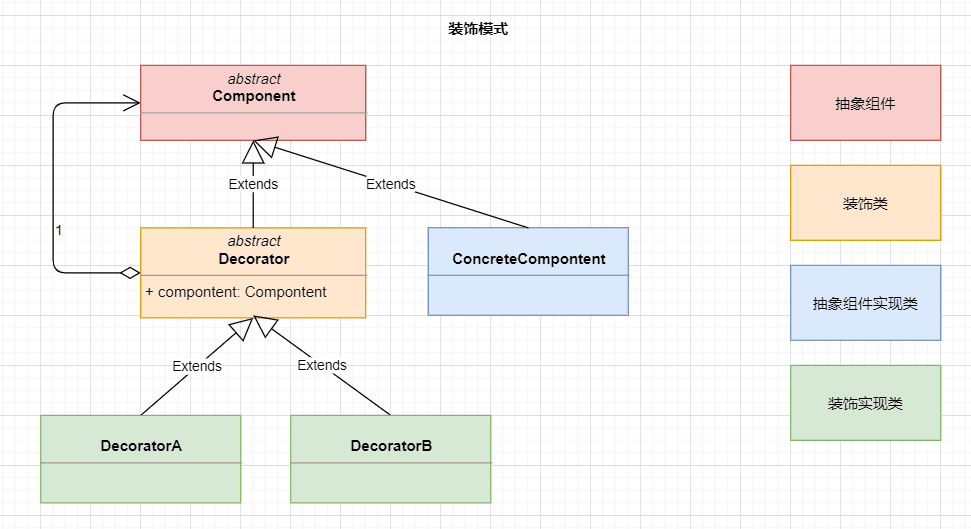 装饰模式
abstract
Component
抽象组件
Extends
Extends
装饰类
1
abstract
Decorator
+ compontent: Compontent
ConcreteCompontent
抽象组件实现类
Extends
Extends
装饰实现类
DecoratorA
DecoratorB